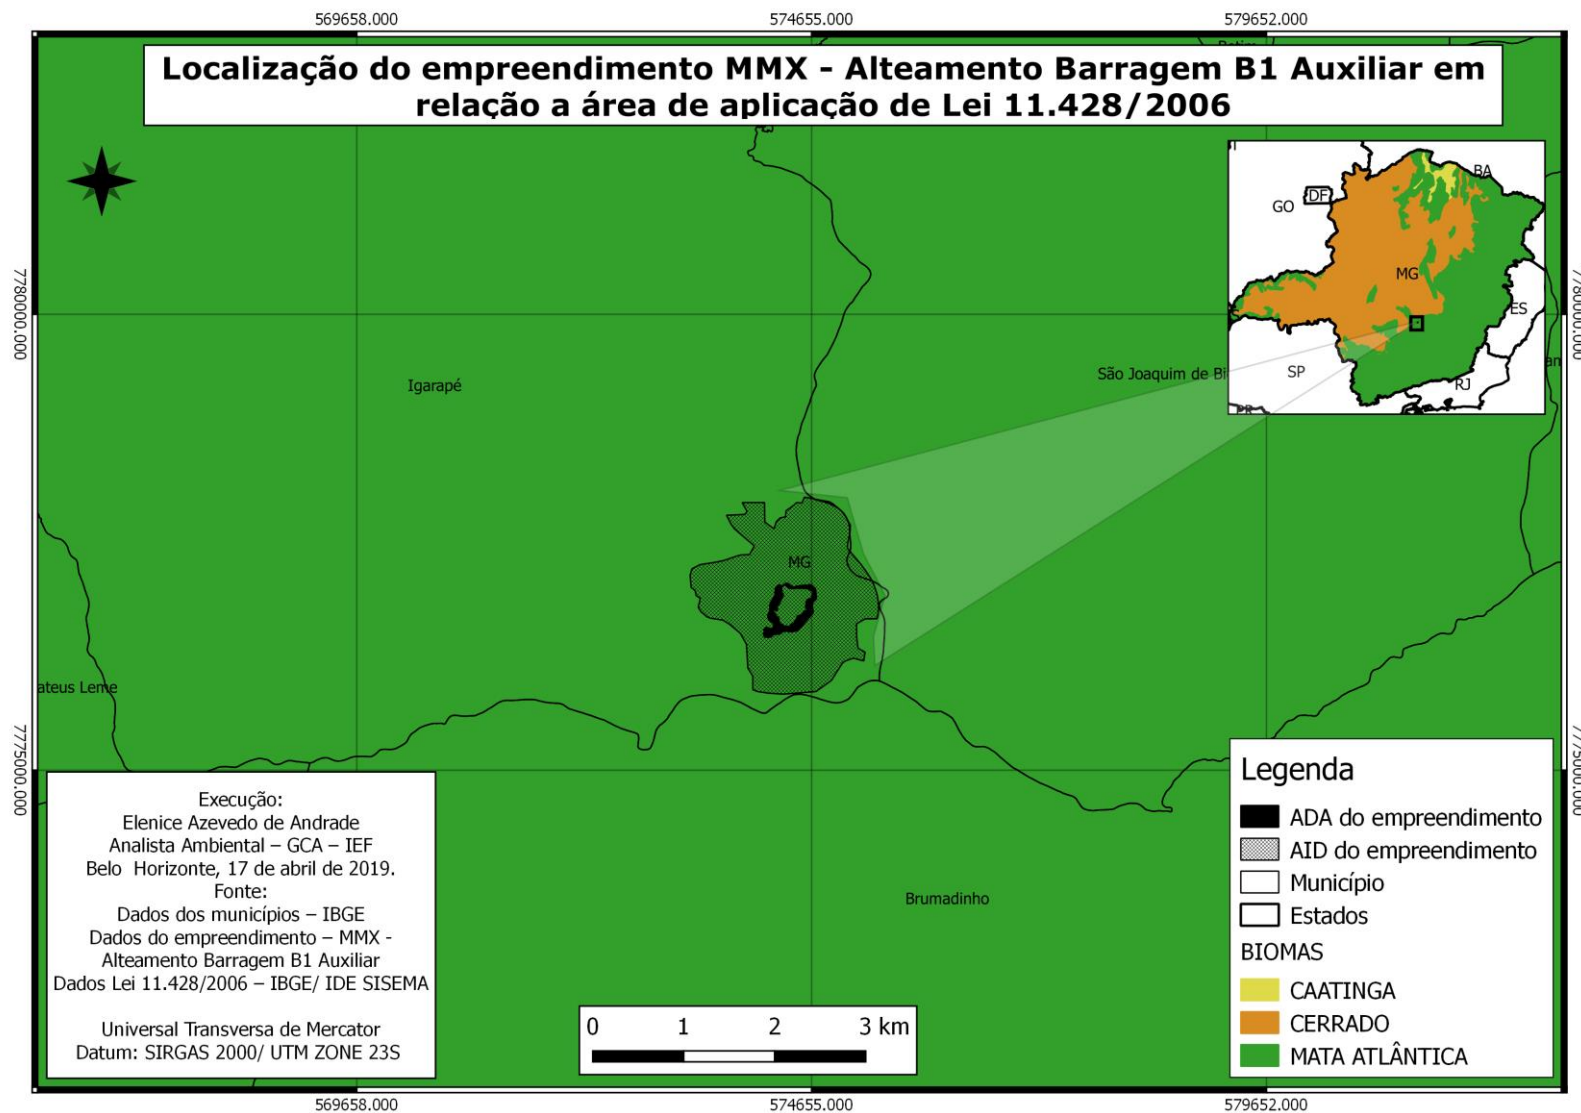 569658.000
574655.000
579652.000
Localização do empreendimento MMX - Alteamento Barragem B1 Auxiliar em
relação a área de aplicação de Lei 11.428/2006
BA
GO
DF
MG
ES
SP
RJ
PR
7780000.000
7780000.000
Igarapé
São Joaquim de Bi
MG
ateus Leme
7775000.000
7775000.000
Brumadinho
Execução:
Elenice Azevedo de Andrade
Analista Ambiental – GCA – IEF
Belo Horizonte, 17 de abril de 2019.
Fonte:
Dados dos municípios – IBGE
Dados do empreendimento – MMX -
Alteamento Barragem B1 Auxiliar
Dados Lei 11.428/2006 – IBGE/ IDE SISEMA
Universal Transversa de Mercator
Datum: SIRGAS 2000/ UTM ZONE 23S
0 1 2 3 km
Legenda
ADA do empreendimento
AID do empreendimento
Município
Estados
BIOMAS
CAATINGA
CERRADO
MATA ATLÂNTICA
569658.000
574655.000
579652.000